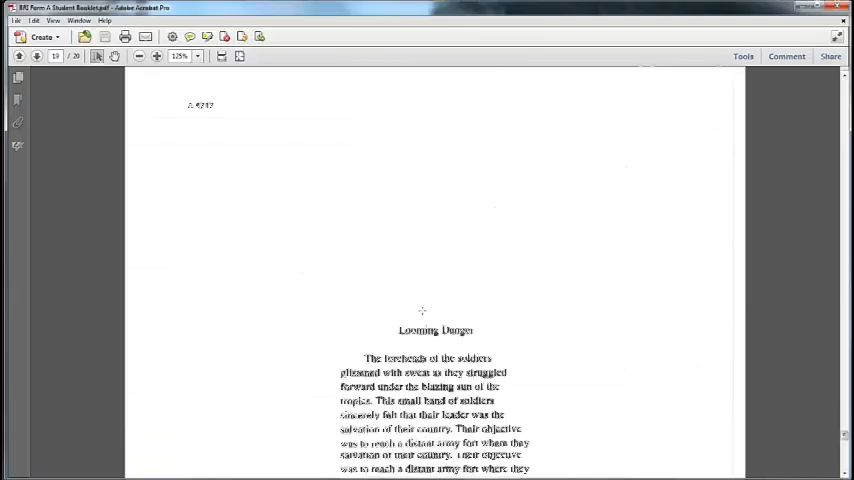 BRI Form A Student Booklet.pdf - Adobe Acrobat Pro
File Edit View Window Help
Create
19 / 20 125% Tools Comment Share
Looming Danger
The foreheads of the soldiers
glistened with sweat as they struggled
forward under the blazing sun of the
tropics. This small band of soldiers
sincerely felt that their leader was the
salvation of their country. Their objective
was to reach a distant army fort where they
salvation of their country. Their objective
was to reach a distant army fort where they